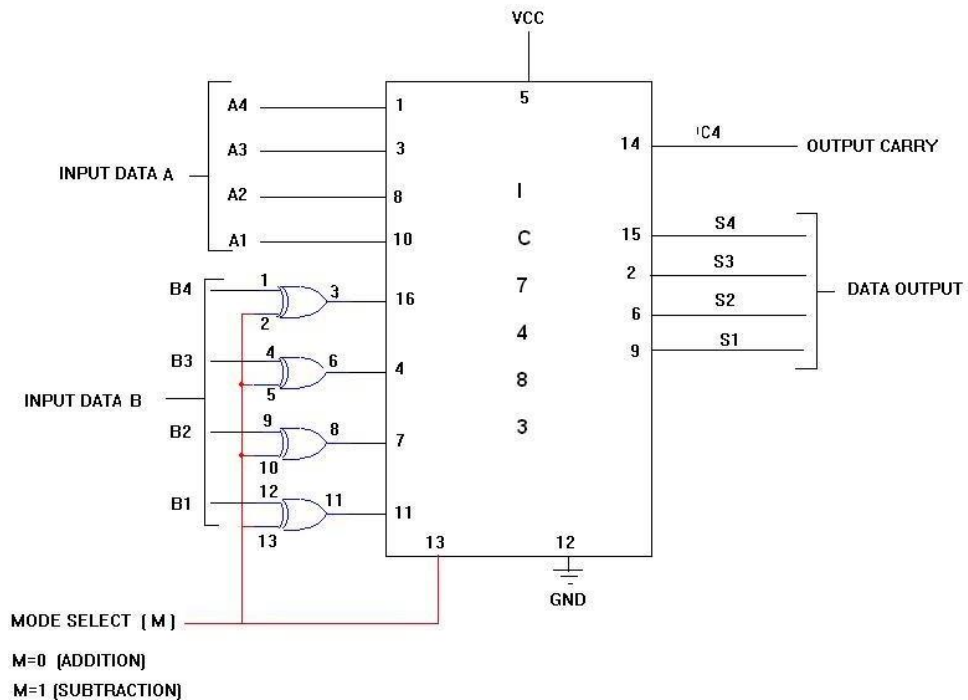 VCC
5
A4
1
'C4
14
OUTPUT CARRY
A3
3
INPUT DATA A
A2
8
I
S4
15
A1
10
C
S3
2
DATA OUTPUT
B4
1
3
16
2
7
S2
6
4
S1
9
B3
4
6
4
5
8
INPUT DATA B
B2
9
8
7
10
3
B1
12
11
11
13
13
12
GND
MODE SELECT (M)
M=0 (ADDITION)
M=1 (SUBTRACTION)